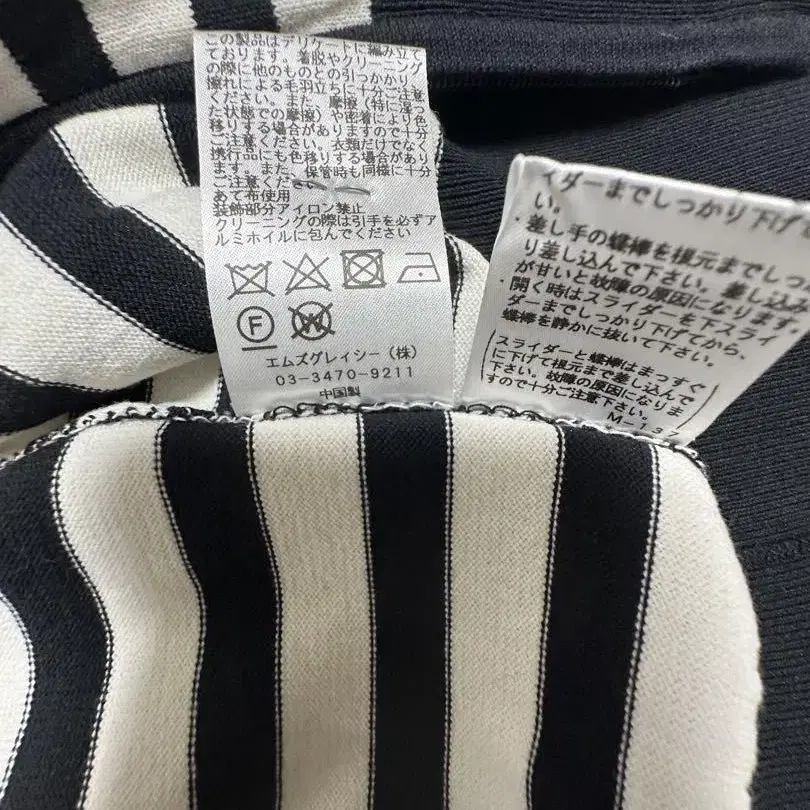 この製品はデリケートに編み立て
ております。着脱やクリーニング
の際に他のものとの引っかかり
擦れによる毛羽立ちに十分ご注意
ください。また、摩擦（特に湿っ
た状態での摩擦）や密着により色
移りする場合がありますので十分
ご注意ください。衣類だけでなく
携行品にも色移りする場合があり
ます。また、保管時も同様に十分
ご注意ください
あて布使用
装飾部分アイロン禁止
クリーニングの際は引手を必ずア
ルミホイルに包んでください
F
W
エムズグレイシー（株）
03-3470-9211
中国製
イダーまでしっかり下げて
い。
・差し手の蝶棒を根元までしっ
り差し込んで下さい。差し込み
が甘いと故障の原因になります。
・開く時はスライダーを下スライ
ダーまでしっかり下げてから、
蝶棒を静かに抜いて下さい。
スライダーと蝶棒はまっすぐ
に下げて根元まで差し込んで
下さい。故障の原因になりま
すので十分ご注意下さい。